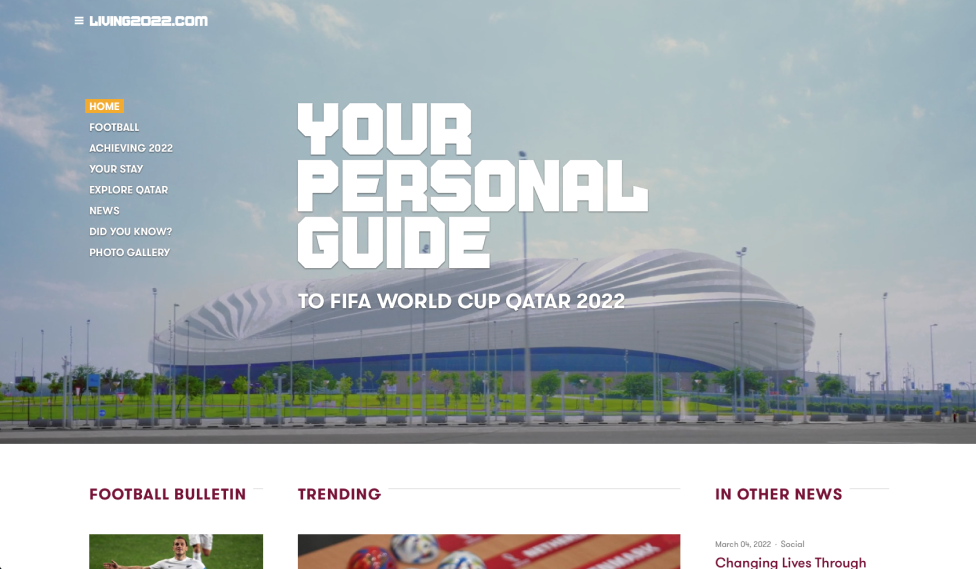 LIVING2022.COM
HOME
FOOTBALL
ACHIEVING 2022
YOUR STAY
EXPLORE QATAR
NEWS
DID YOU KNOW?
PHOTO GALLERY
YOUR
PERSONAL
GUIDE
TO FIFA WORLD CUP QATAR 2022
FOOTBALL BULLETIN
TRENDING
IN OTHER NEWS
March 04, 2022 · Social
Changing Lives Through